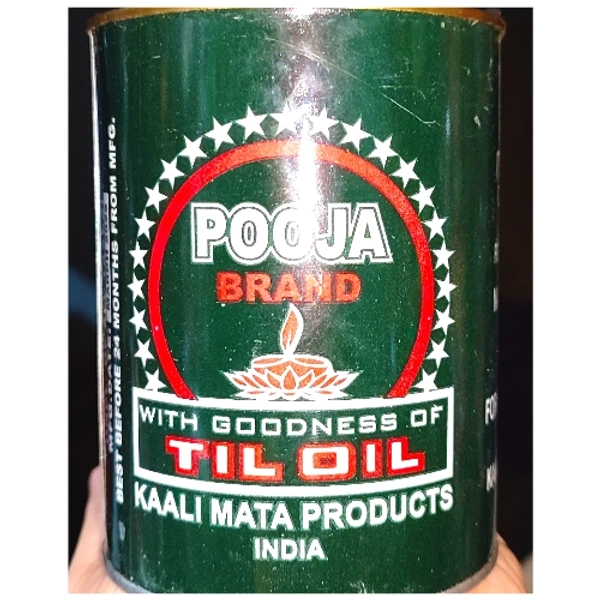 POOJA
BRAND
WITH GOODNESS OF
TIL OIL
KAALI MATA PRODUCTS
INDIA
BEST BEFORE 24 MONTHS FROM MFG.